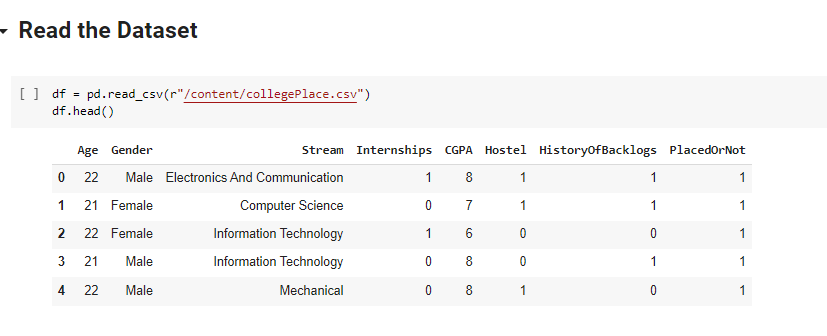 Read the Dataset
[ ] df = pd.read_csv(r"/content/collegePlace.csv")
df.head()
Age Gender Stream Internships CGPA Hostel HistoryOfBacklogs PlacedOrNot
0 22 Male Electronics And Communication 1 8 1 1 1
1 21 Female Computer Science 0 7 1 1 1
2 22 Female Information Technology 1 6 0 0 1
3 21 Male Information Technology 0 8 0 1 1
4 22 Male Mechanical 0 8 1 0 1